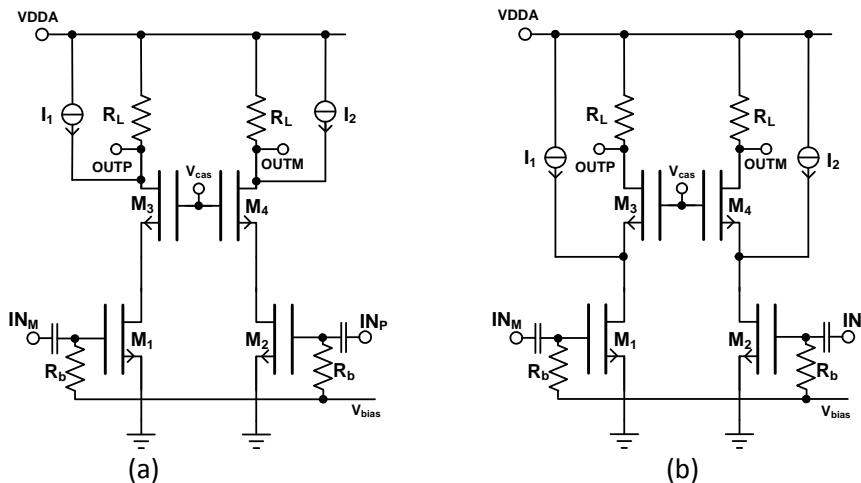 VDDA
I1
RL
RL
I2
OUTP
Vcas
OUTM
M3
M4
INM
M1
M2
INP
Rb
Rb
Vbias
(a)
VDDA
RL
RL
I1
OUTP
Vcas
OUTM
I2
M3
M4
INM
M1
M2
IN
Rb
Rb
Vbias
(b)